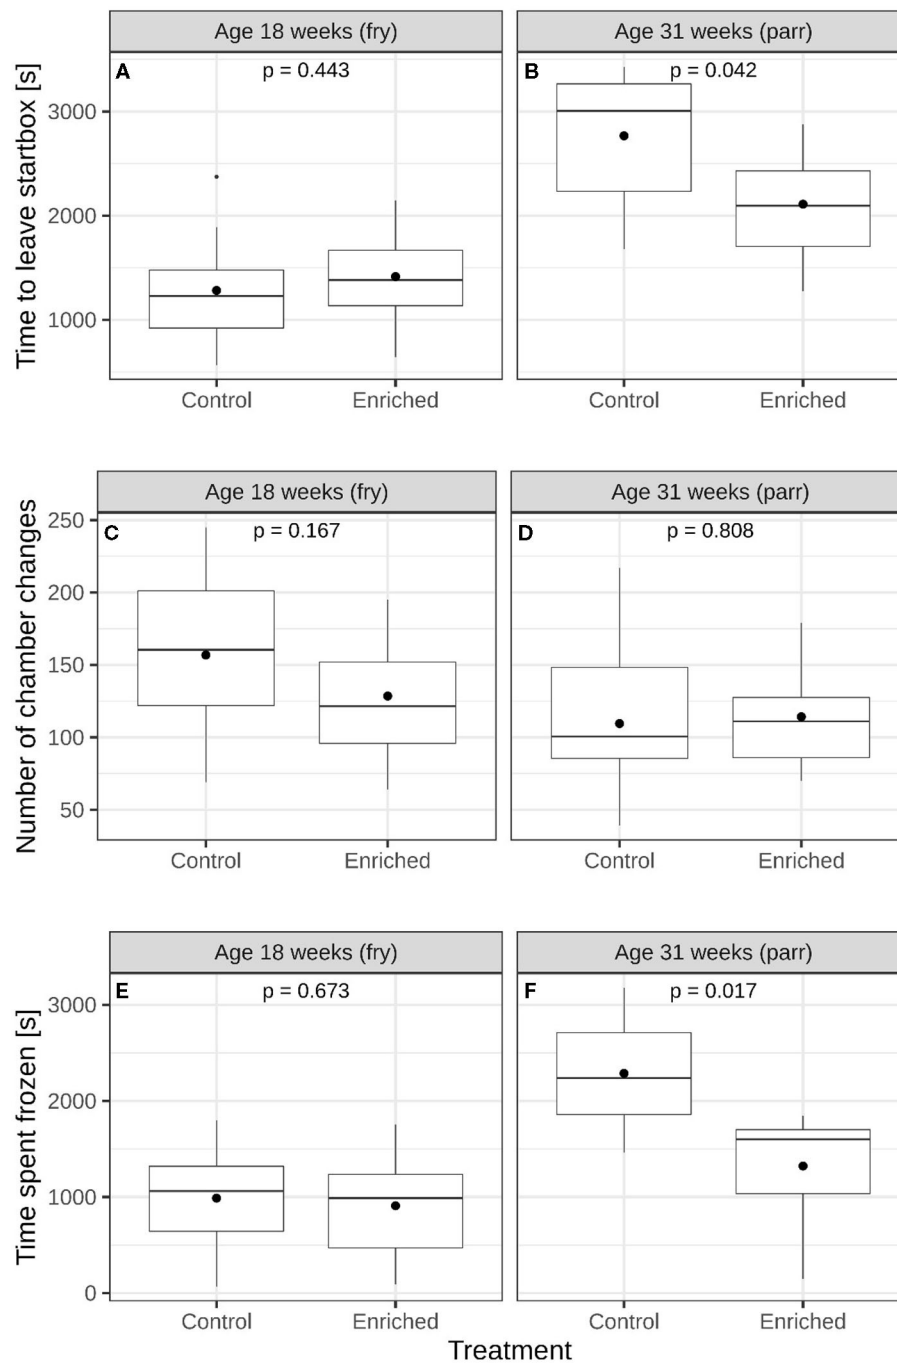 Age 18 weeks (fry) Age 31 weeks (parr)
A p = 0.443 B p = 0.042
Time to leave startbox [s]
3000
2000
1000
Control Enriched Control Enriched
Age 18 weeks (fry) Age 31 weeks (parr)
C p = 0.167 D p = 0.808
Number of chamber changes
250
200
150
100
50
Control Enriched Control Enriched
Age 18 weeks (fry) Age 31 weeks (parr)
E p = 0.673 F p = 0.017
Time spent frozen [s]
3000
2000
1000
0
Control Enriched Control Enriched
Treatment